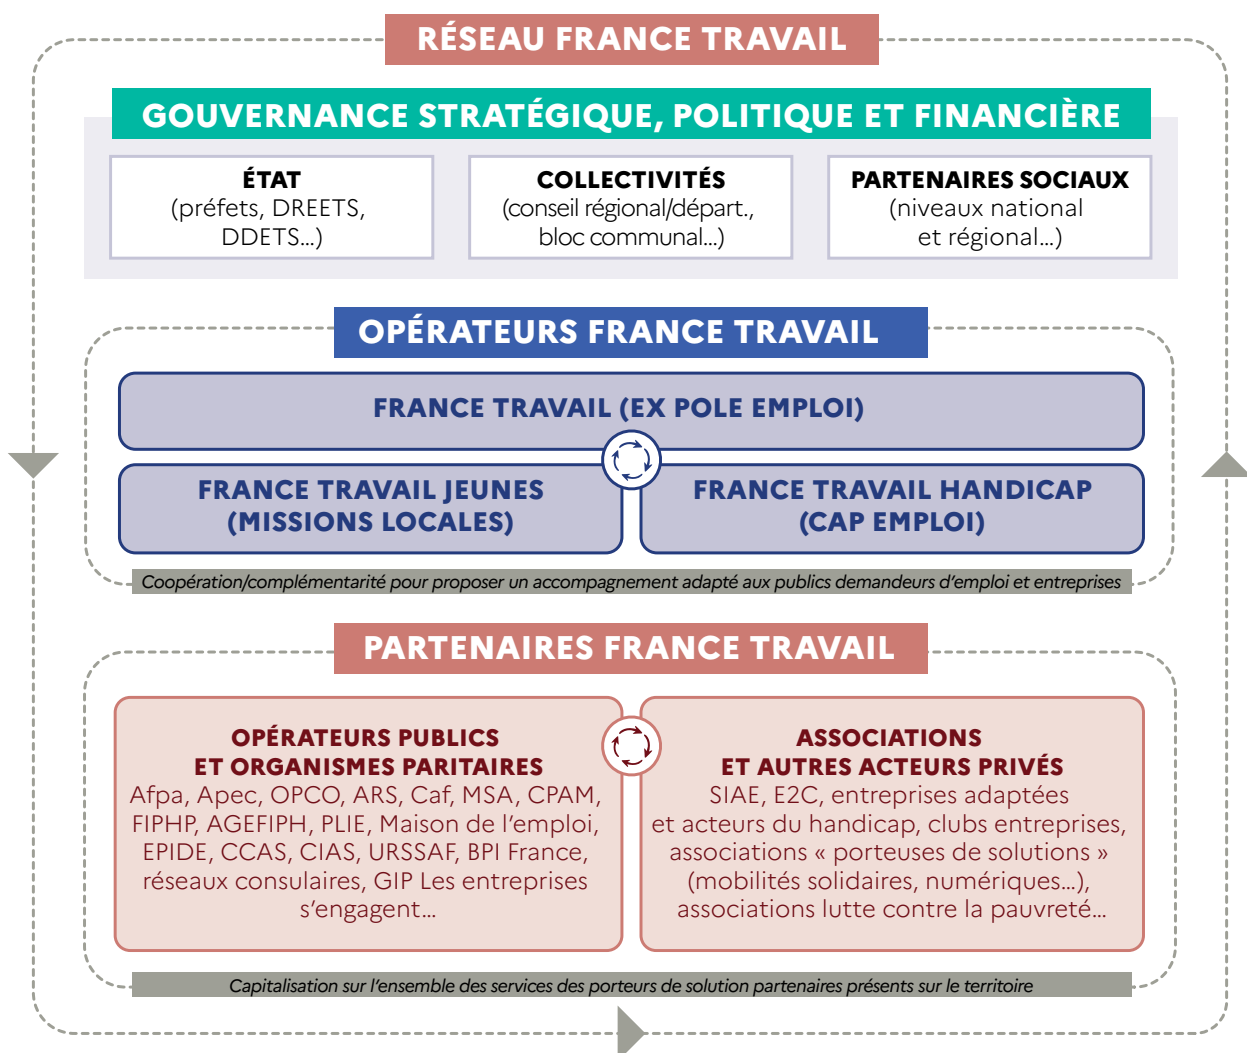 RÉSEAU FRANCE TRAVAIL
GOUVERNANCE STRATÉGIQUE, POLITIQUE ET FINANCIÈRE
ÉTAT
(préfets, DREETS,
DDETS...)
COLLECTIVITÉS
(conseil régional/départ.,
bloc communal...)
PARTENAIRES SOCIAUX
(niveaux national
et régional...)
OPÉRATEURS FRANCE TRAVAIL
FRANCE TRAVAIL (EX POLE EMPLOI)
FRANCE TRAVAIL JEUNES
(MISSIONS LOCALES)
FRANCE TRAVAIL HANDICAP
(CAP EMPLOI)
Coopération/complémentarité pour proposer un accompagnement adapté aux publics demandeurs d'emploi et entreprises
PARTENAIRES FRANCE TRAVAIL
OPÉRATEURS PUBLICS
ET ORGANISMES PARITAIRES
Afpa, Apec, OPCO, ARS, Caf, MSA, CPAM,
FIPHP, AGEFIPH, PLIE, Maison de l'emploi,
EPIDE, CCAS, CIAS, URSSAF, BPI France,
réseaux consulaires, GIP Les entreprises
s'engagent...
ASSOCIATIONS
ET AUTRES ACTEURS PRIVÉS
SIAE, E2C, entreprises adaptées
et acteurs du handicap, clubs entreprises,
associations « porteuses de solutions »
(mobilités solidaires, numériques...),
associations lutte contre la pauvreté...
Capitalisation sur l'ensemble des services des porteurs de solution partenaires présents sur le territoire